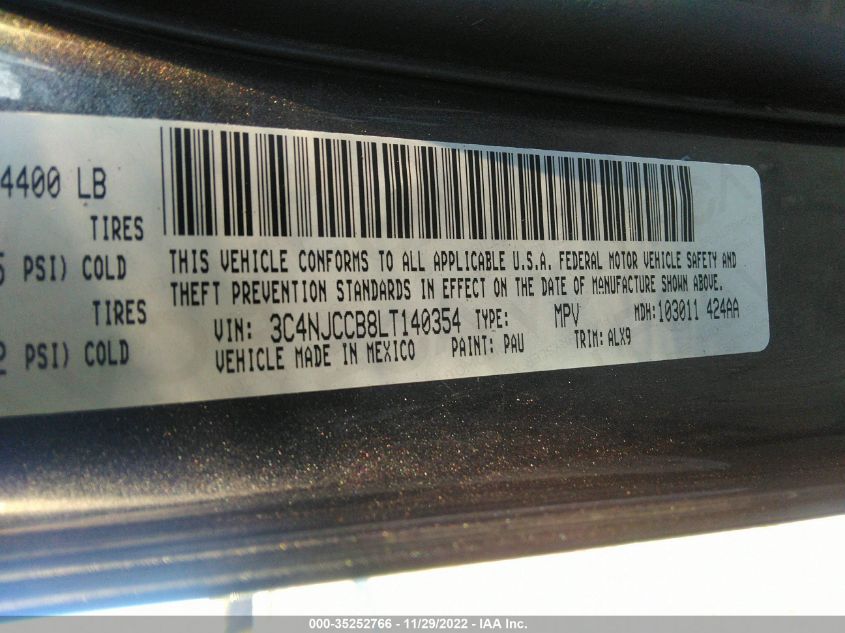 4400 LB
TIRES
PSI) COLD
TIRES
PSI) COLD
THIS VEHICLE CONFORMS TO ALL APPLICABLE U.S.A. FEDERAL MOTOR VEHICLE SAFETY AND
THEFT PREVENTION STANDARDS IN EFFECT ON THE DATE OF MANUFACTURE SHOWN ABOVE.
VIN: 3C4NJCCB8LT140354 TYPE: MPV MDH: 103011 424AA
VEHICLE MADE IN MEXICO PAINT: PAU TRIM: ALX9
000-35252766 - 11/29/2022 - IAA Inc.